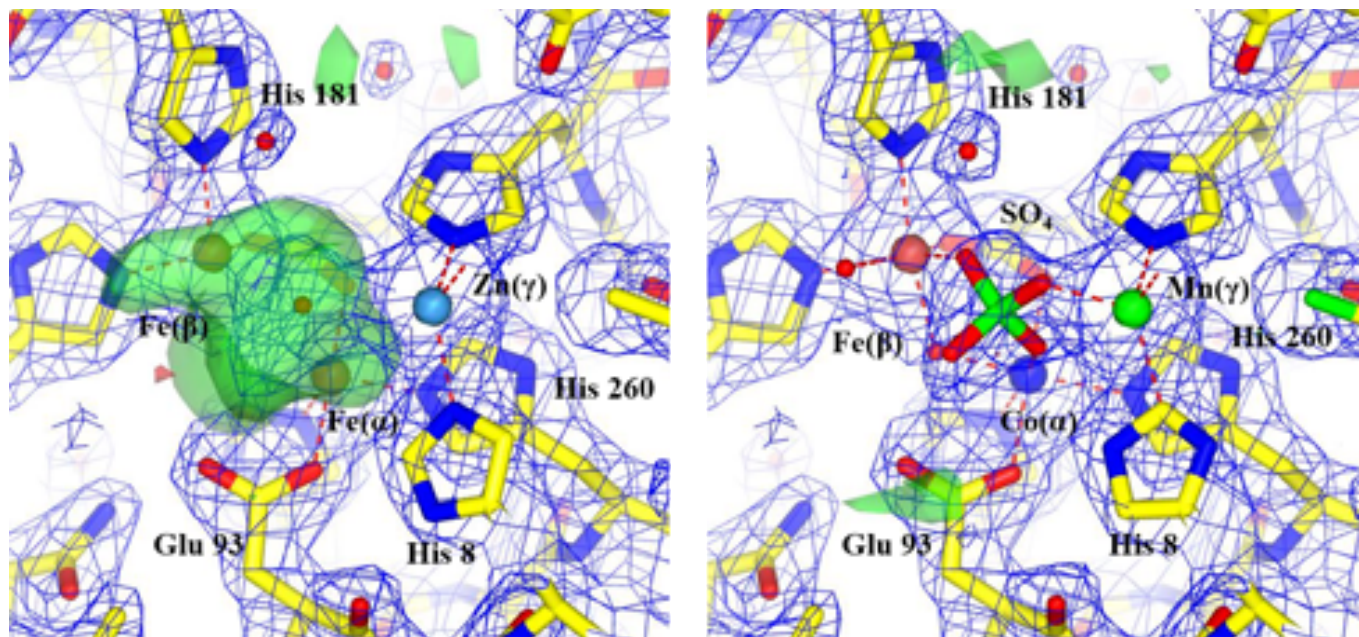 His 181
Zn(γ)
Fe(β)
His 260
Fe(α)
Glu 93
His 8
His 181
SO₄
Mn(γ)
Fe(β)
His 260
Co(α)
Glu 93
His 8